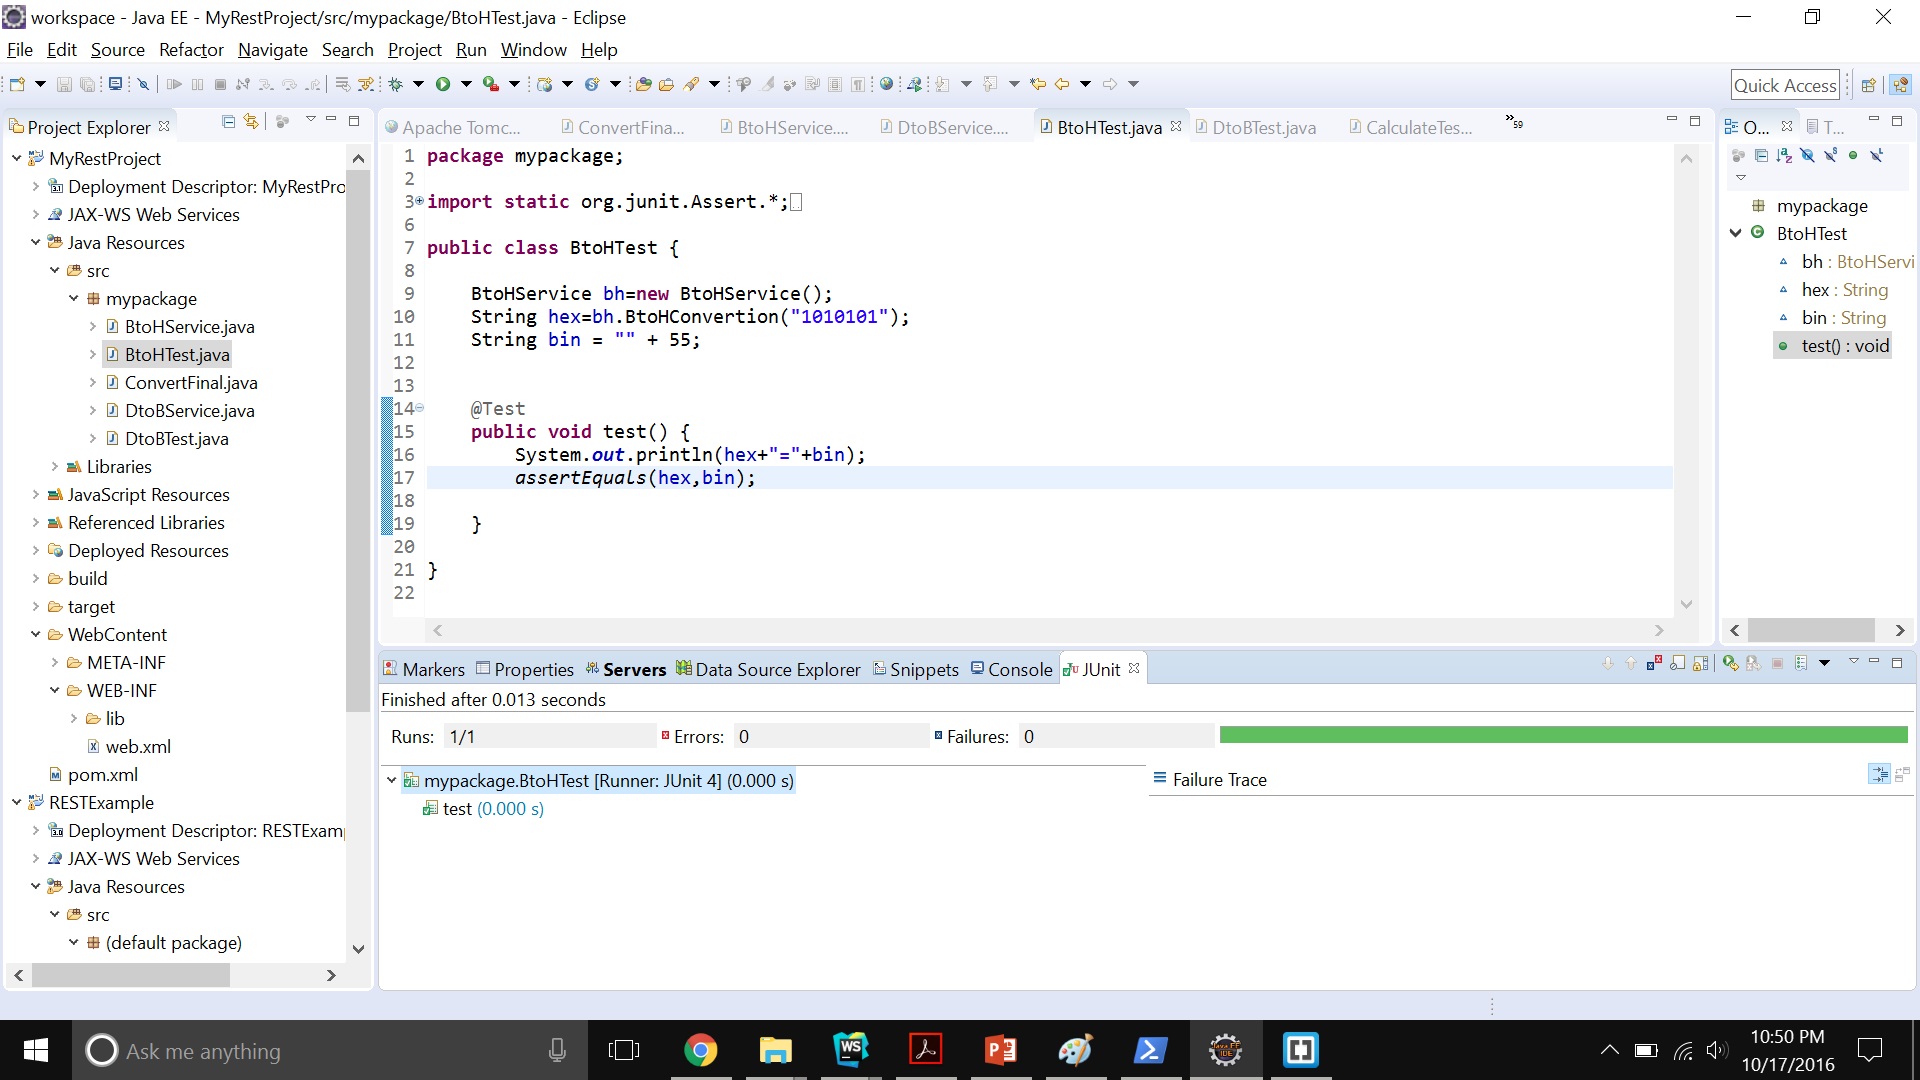 workspace - Java EE - MyRestProject/src/mypackage/BtoHTest.java - Eclipse
File Edit Source Refactor Navigate Search Project Run Window Help
Quick Access
Project Explorer
MyRestProject
Deployment Descriptor: MyRestPro
JAX-WS Web Services
Java Resources
src
mypackage
BtoHService.java
BtoHTest.java
ConvertFinal.java
DtoBService.java
DtoBTest.java
Libraries
JavaScript Resources
Referenced Libraries
Deployed Resources
build
target
WebContent
META-INF
WEB-INF
lib
web.xml
pom.xml
RESTExample
Deployment Descriptor: RESTExam
JAX-WS Web Services
Java Resources
src
(default package)
Apache Tomc... ConvertFina... BtoHService.... DtoBService.... BtoHTest.java DtoBTest.java CalculateTes... »59
1 package mypackage;
2
3 import static org.junit.Assert.*;
6
7 public class BtoHTest {
8
9 BtoHService bh=new BtoHService();
10 String hex=bh.BtoHConvertion("1010101");
11 String bin = "" + 55;
12
13
14 @Test
15 public void test() {
16 System.out.println(hex+"="+bin);
17 assertEquals(hex,bin);
18
19 }
20
21 }
22
O... T...
mypackage
BtoHTest
bh : BtoHServi
hex : String
bin : String
test() : void
Markers Properties Servers Data Source Explorer Snippets Console JUnit
Finished after 0.013 seconds
Runs: 1/1 Errors: 0 Failures: 0
mypackage.BtoHTest [Runner: JUnit 4] (0.000 s)
test (0.000 s)
Failure Trace
Ask me anything
WS
10:50 PM
10/17/2016